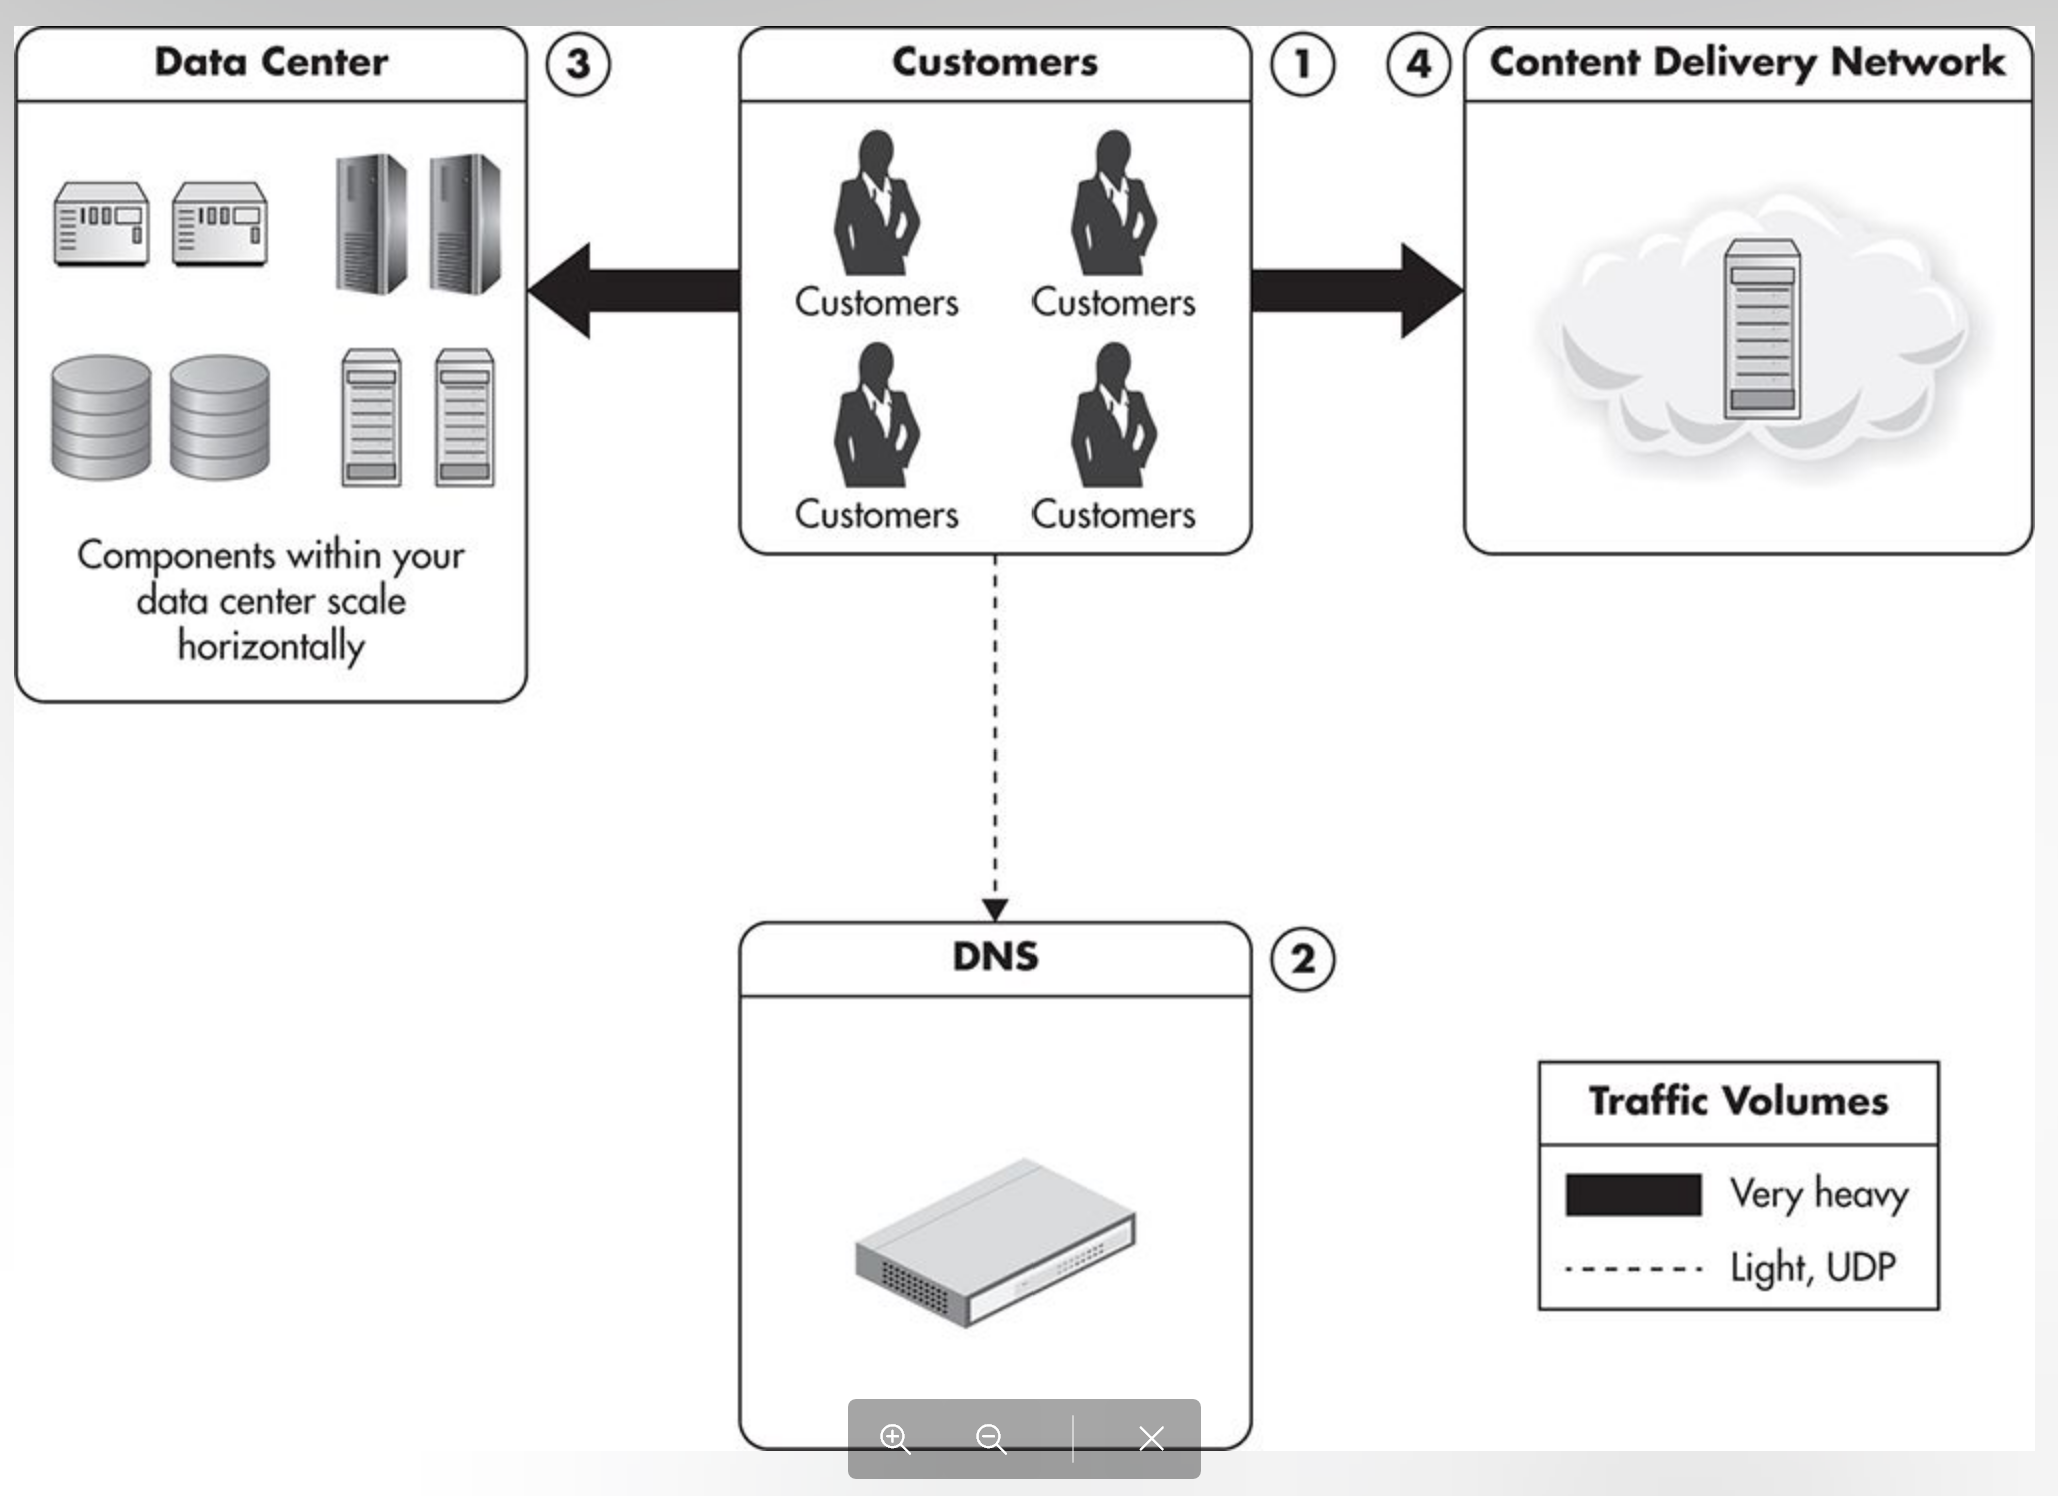 Data Center
3
Customers
1
4
Content Delivery Network
Customers
Customers
Customers
Customers
Components within your
data center scale
horizontally
DNS
2
Traffic Volumes
Very heavy
Light, UDP